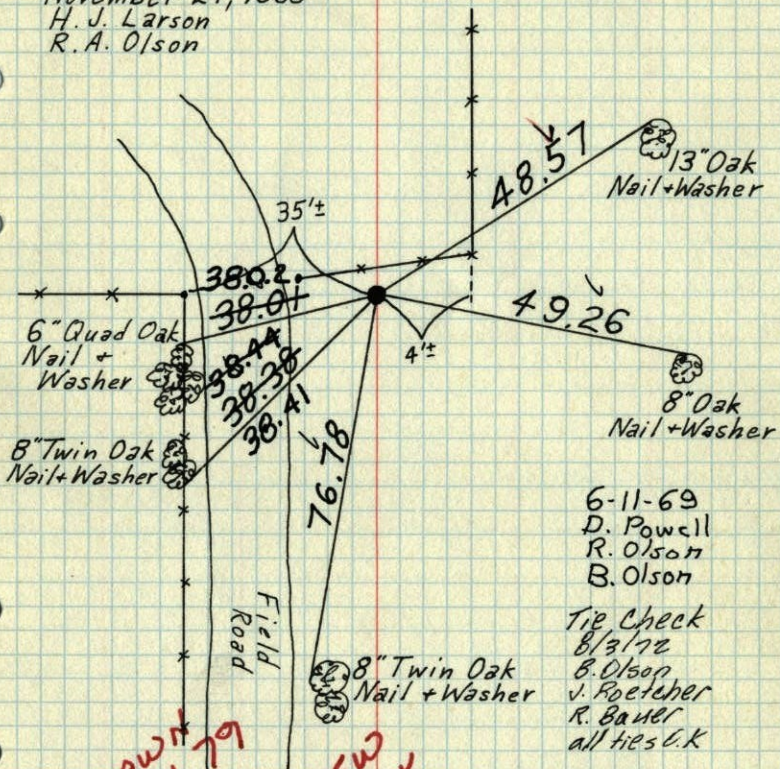 H. J. Larson
R. A. Olson
48.57
13" Oak
Nail + Washer
35'±
38.02
38.01
49.26
6" Quad Oak
Nail +
Washer
38.44
38.38
38.41
4'±
8" Oak
Nail + Washer
8" Twin Oak
Nail + Washer
76.78
6-11-69
D. Powell
R. Olson
B. Olson
Field
Road
Tie Check
8/3/72
B. Olson
J. Roetcher
R. Bauer
all ties O.K
8" Twin Oak
Nail + Washer
79